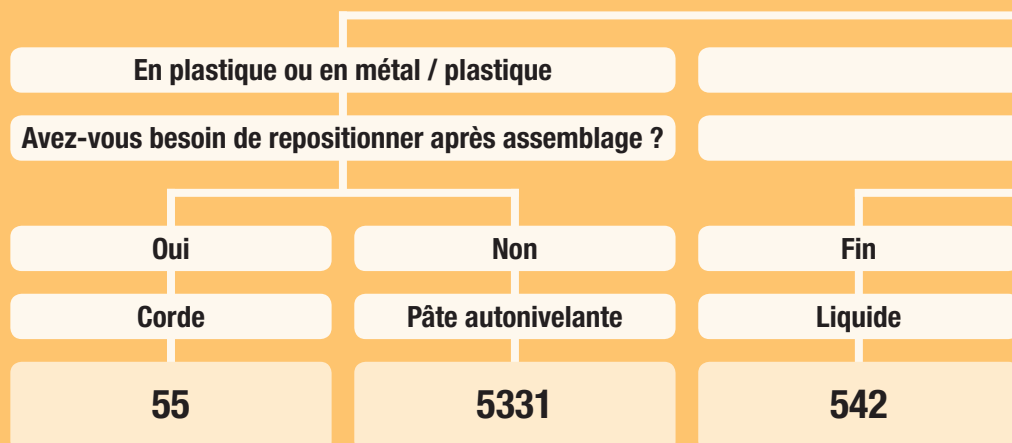 En plastique ou en métal / plastique
Avez-vous besoin de repositionner après assemblage ?
Oui
Non
Fin
Corde
Pâte autonivelante
Liquide
55
5331
542